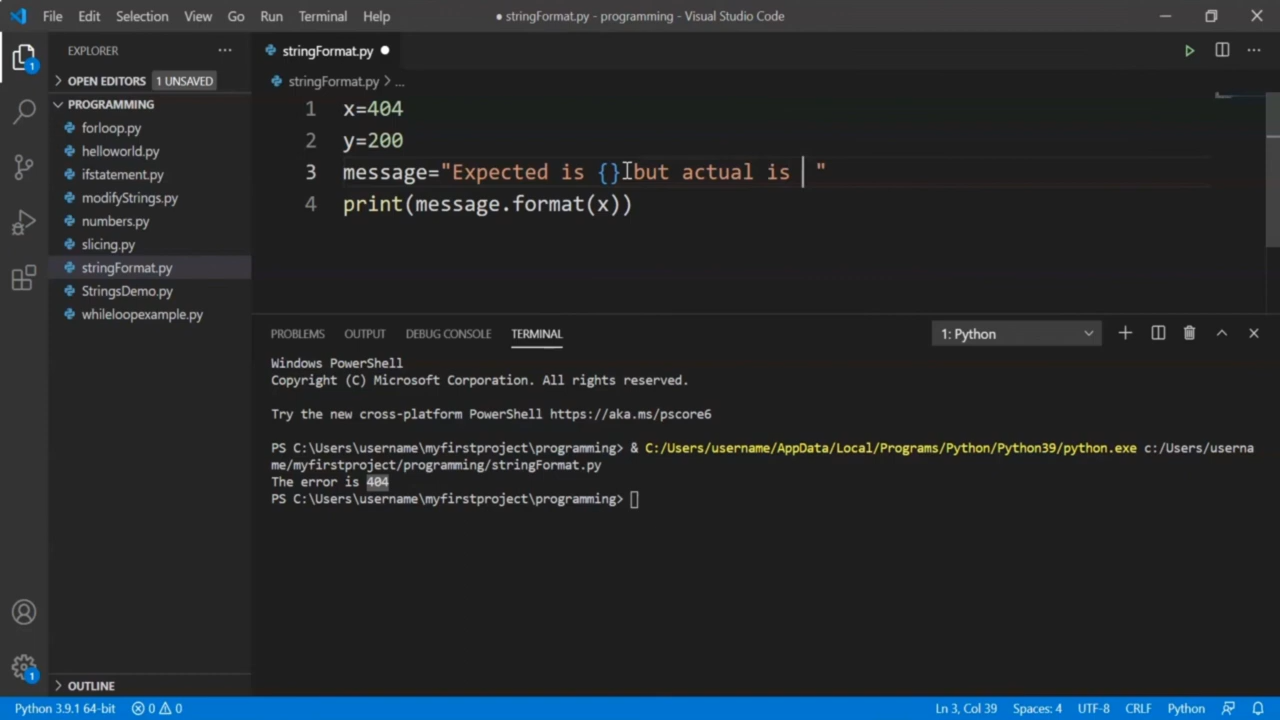 File Edit Selection View Go Run Terminal Help ● stringFormat.py - programming - Visual Studio Code
EXPLORER ...
stringFormat.py ●
OPEN EDITORS 1 UNSAVED
stringFormat.py > ...
PROGRAMMING
forloop.py
helloworld.py
ifstatement.py
modifyStrings.py
numbers.py
slicing.py
stringFormat.py
StringsDemo.py
whileloopexample.py
1 x=404
2 y=200
3 message="Expected is {} but actual is  "
4 print(message.format(x))
PROBLEMS OUTPUT DEBUG CONSOLE TERMINAL 1: Python
Windows PowerShell
Copyright (C) Microsoft Corporation. All rights reserved.
Try the new cross-platform PowerShell https://aka.ms/pscore6
PS C:\Users\username\myfirstproject\programming> & C:/Users/username/AppData/Local/Programs/Python/Python39/python.exe c:/Users/userna
me/myfirstproject/programming/stringFormat.py
The error is 404
PS C:\Users\username\myfirstproject\programming>
1
1
OUTLINE
Python 3.9.1 64-bit 0 0 Ln 3, Col 39 Spaces: 4 UTF-8 CRLF Python